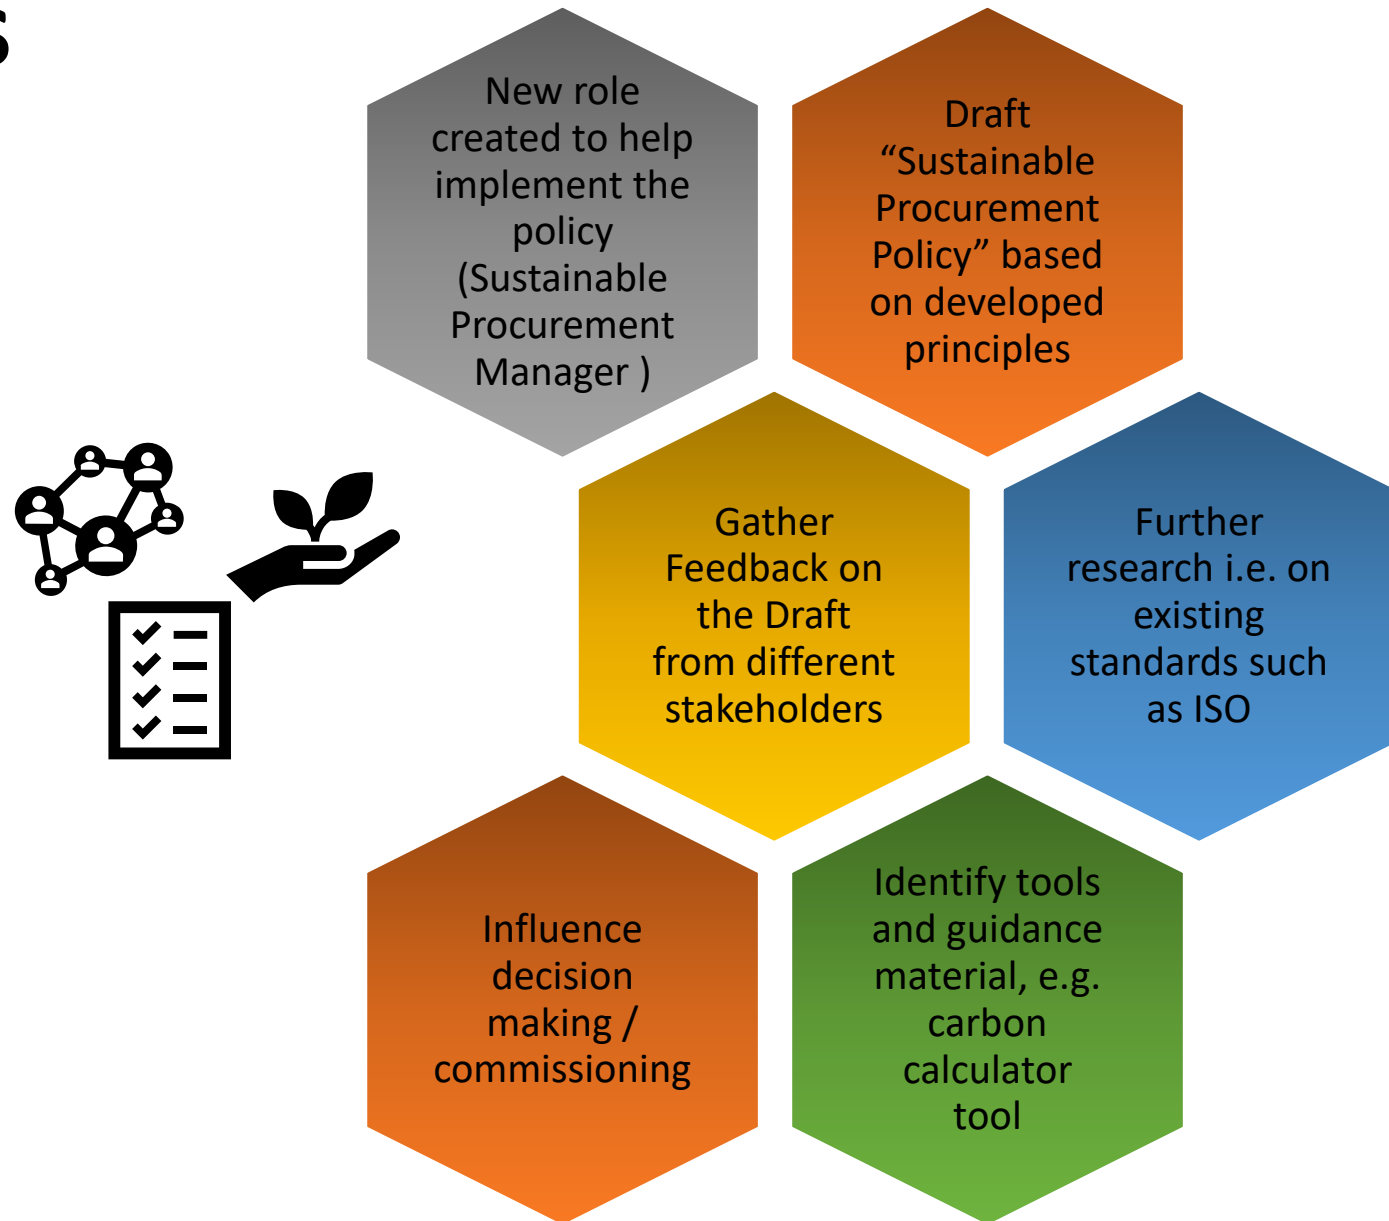 s
New role
created to help
implement the
policy
(Sustainable
Procurement
Manager )
Draft
“Sustainable
Procurement
Policy” based
on developed
principles
Gather
Feedback on
the Draft
from different
stakeholders
Further
research i.e. on
existing
standards such
as ISO
Influence
decision
making /
commissioning
Identify tools
and guidance
material, e.g.
carbon
calculator
tool